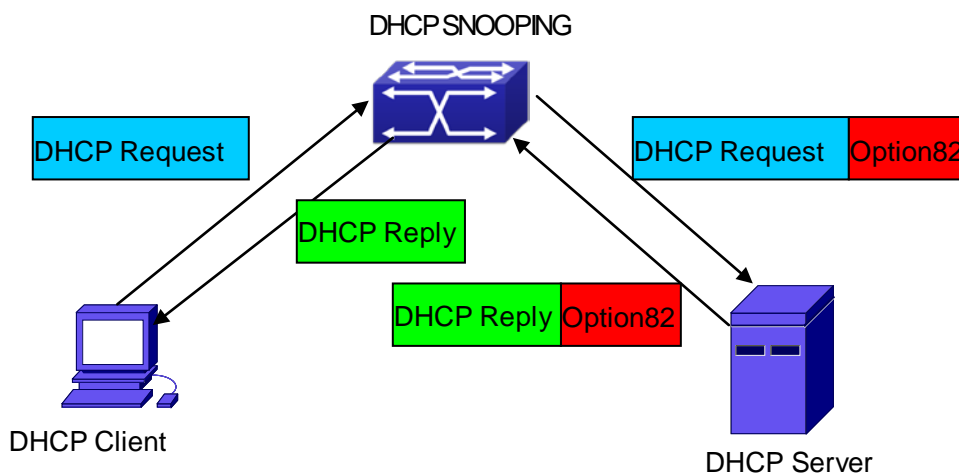 DHCP SNOOPING
DHCP Request
DHCP Request Option82
DHCP Reply
DHCP Reply Option82
DHCP Client
DHCP Server